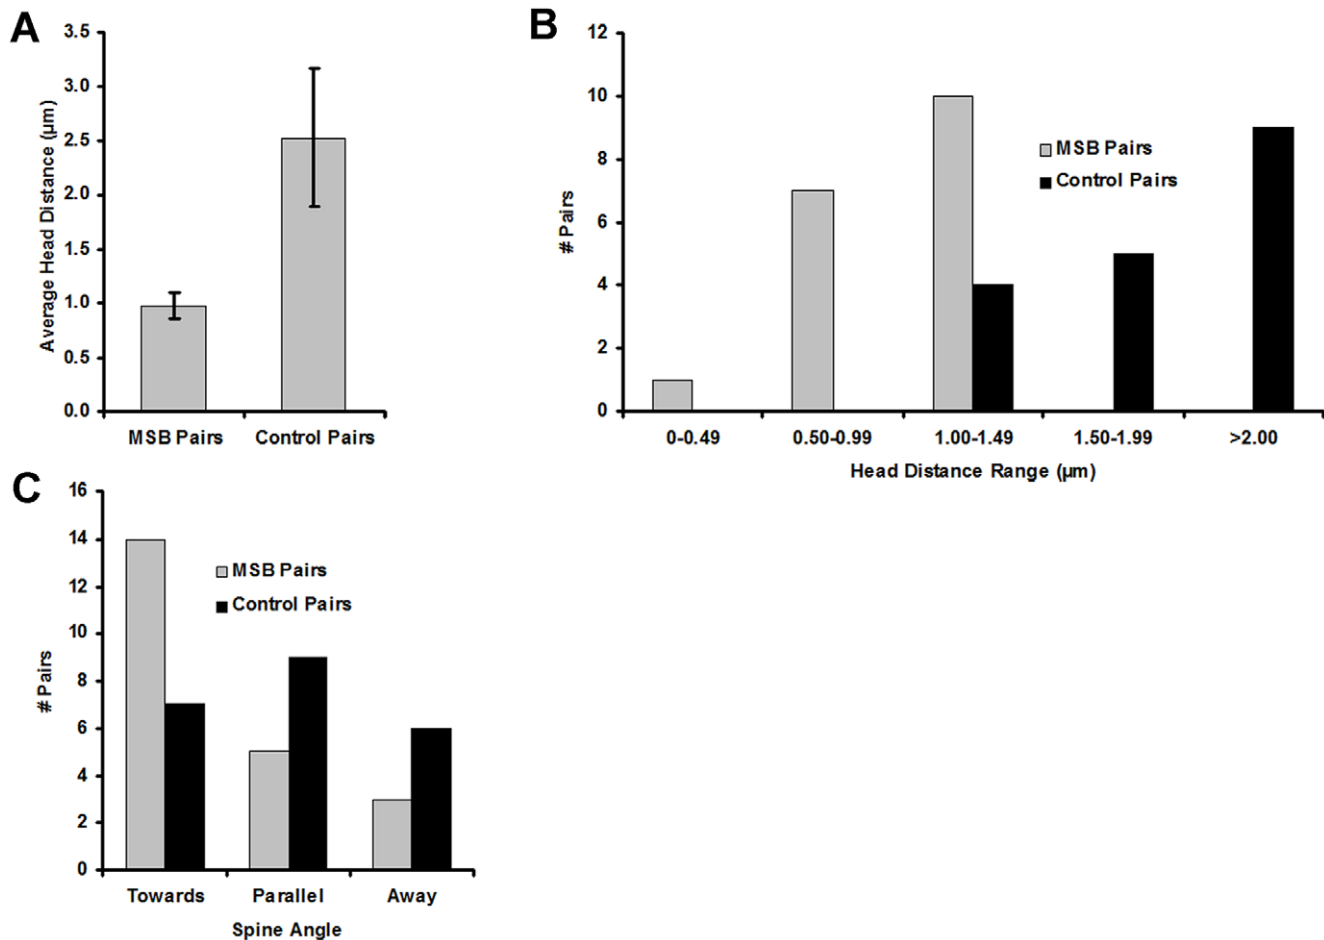 A
3.5
3.0
2.5
2.0
1.5
1.0
0.5
0.0
Average Head Distance (µm)
MSB Pairs Control Pairs
B
12
10
8
6
4
2
0
# Pairs
MSB Pairs
Control Pairs
0-0.49 0.50-0.99 1.00-1.49 1.50-1.99 >2.00
Head Distance Range (µm)
C
16
14
12
10
8
6
4
2
0
# Pairs
MSB Pairs
Control Pairs
Towards Parallel Away
Spine Angle